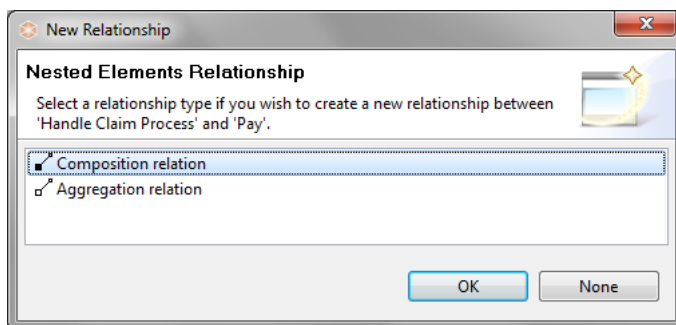 New Relationship
Nested Elements Relationship
Select a relationship type if you wish to create a new relationship between
'Handle Claim Process' and 'Pay'.
Composition relation
Aggregation relation
OK
None